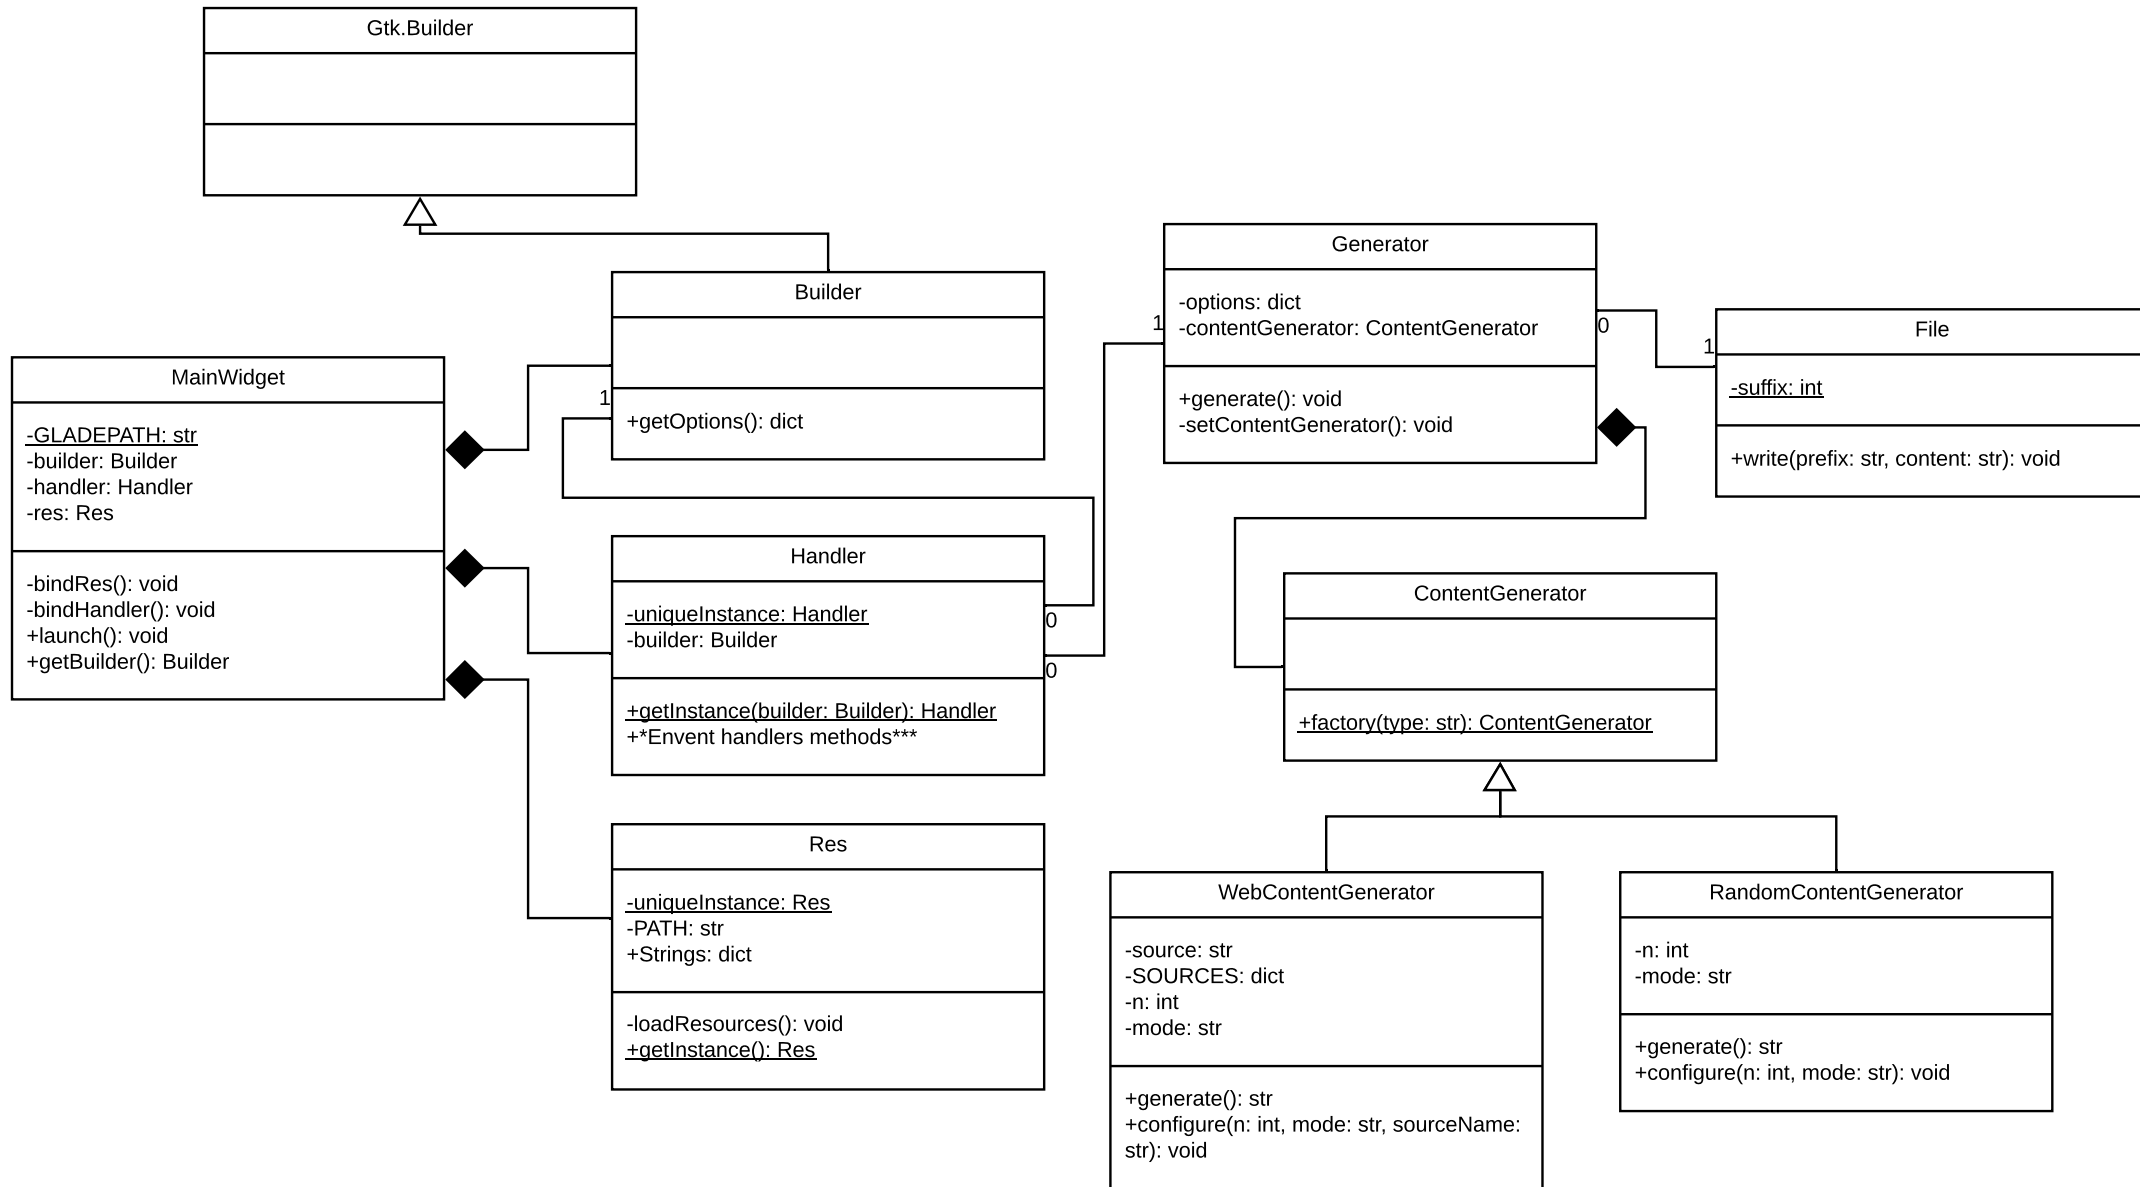 Gtk.Builder
Builder
+getOptions(): dict
1
MainWidget
-GLADEPATH: str
-builder: Builder
-handler: Handler
-res: Res
-bindRes(): void
-bindHandler(): void
+launch(): void
+getBuilder(): Builder
Handler
-uniqueInstance: Handler
-builder: Builder
+getInstance(builder: Builder): Handler
+*Envent handlers methods***
0
0
Res
-uniqueInstance: Res
-PATH: str
+Strings: dict
-loadResources(): void
+getInstance(): Res
1
Generator
-options: dict
-contentGenerator: ContentGenerator
+generate(): void
-setContentGenerator(): void
0
1
File
-suffix: int
+write(prefix: str, content: str): void
ContentGenerator
+factory(type: str): ContentGenerator
WebContentGenerator
-source: str
-SOURCES: dict
-n: int
-mode: str
+generate(): str
+configure(n: int, mode: str, sourceName:
str): void
RandomContentGenerator
-n: int
-mode: str
+generate(): str
+configure(n: int, mode: str): void